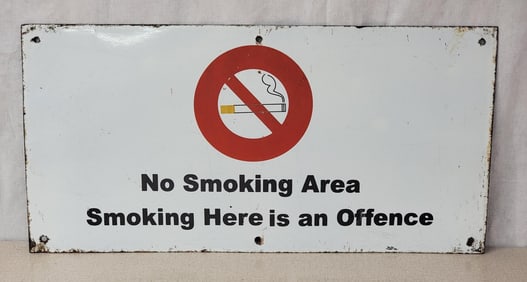 No Smoking Area
Smoking Here is an Offence